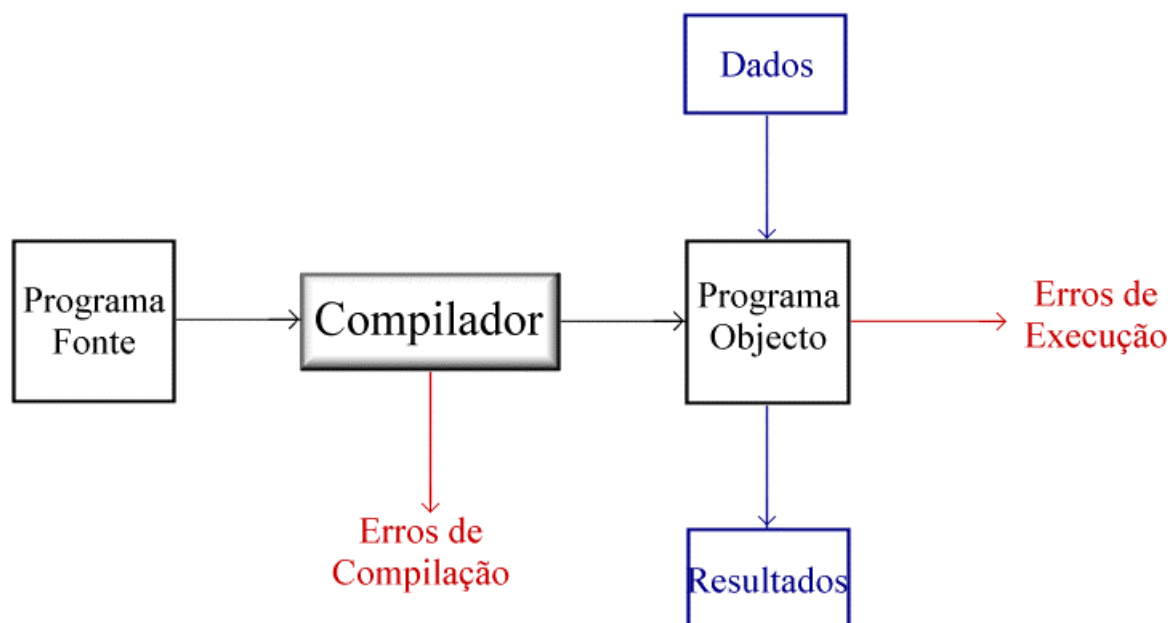 Dados
Programa
Fonte
Compilador
Programa
Objecto
Erros de
Execução
Erros de
Compilação
Resultados